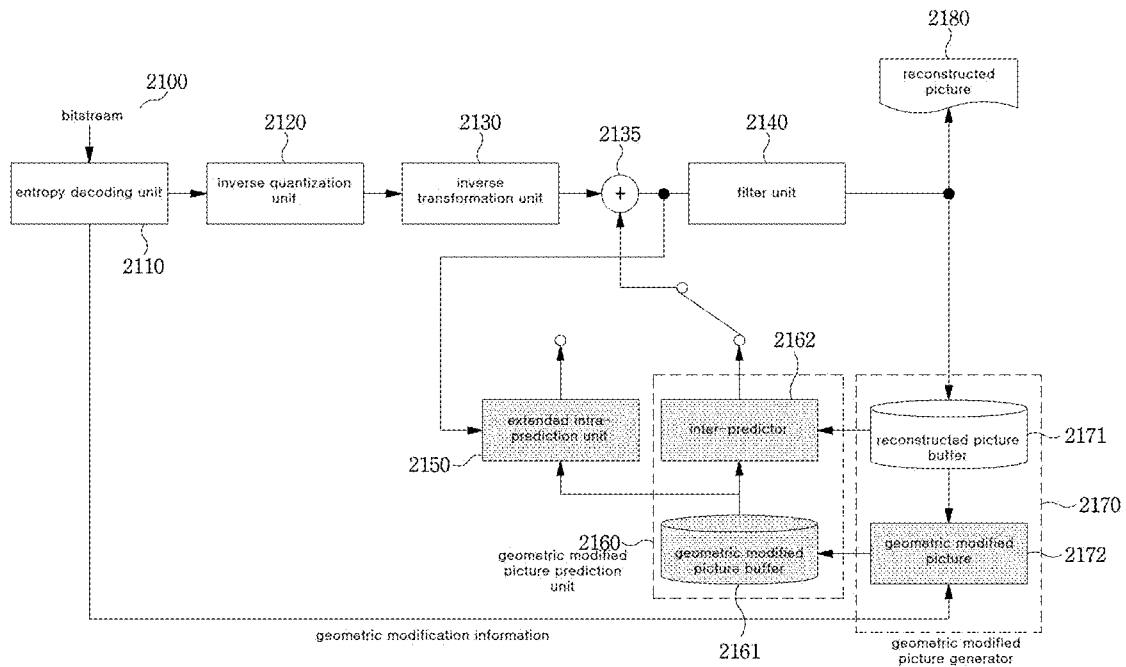 2180
reconstructed
picture
2100
bitstream
2120
2130
2135
2140
entropy decoding unit
inverse quantization
unit
inverse
transformation unit
+
filter unit
2110
2162
extended intra-
prediction unit
inter-predictor
reconstructed picture
buffer
2171
2150
2170
2160
geometric modified
picture prediction
unit
geometric modified
picture buffer
geometric modified
picture
2172
geometric modification information
2161
geometric modified
picture generator